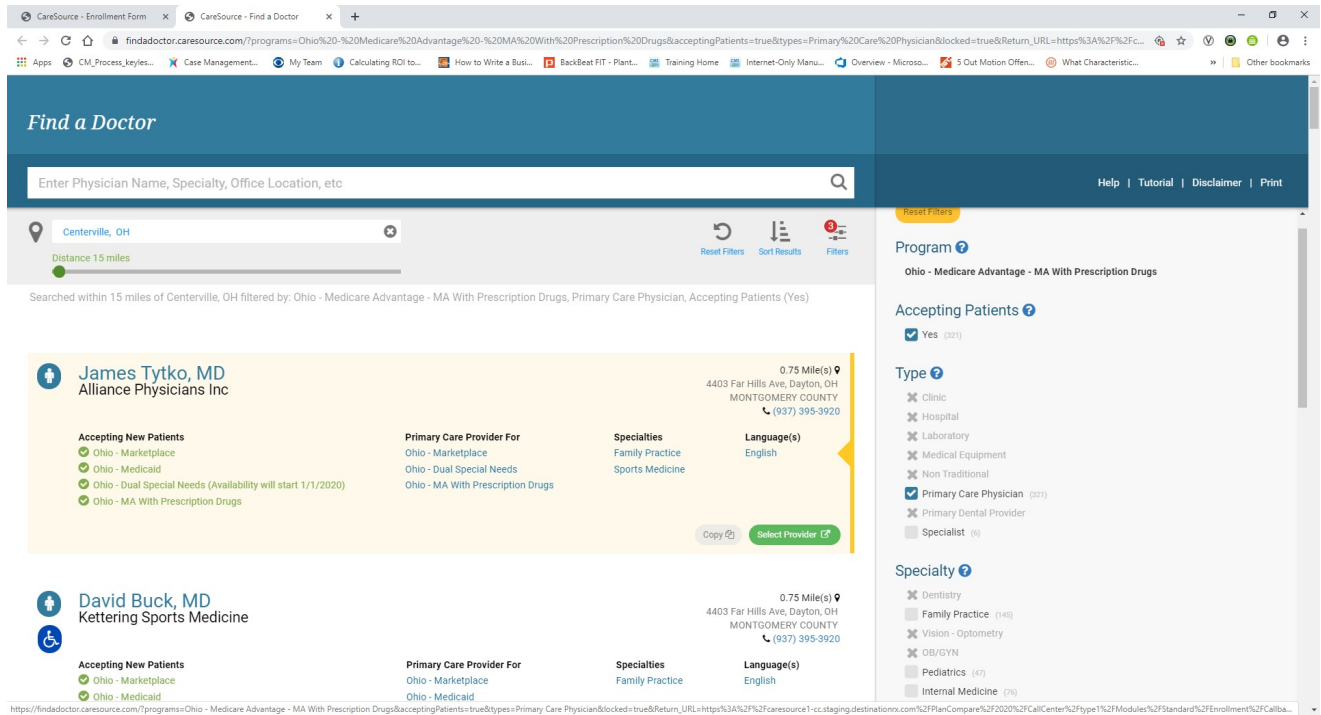 CareSource - Enrollment Form
CareSource - Find a Doctor
findadoctor.caresource.com/?programs=Ohio%20-%20Medicare%20Advantage%20-%20MA%20With%20Prescription%20Drugs&acceptingPatients=true&types=Primary%20Care%20Physician&locked=true&Return_URL=https%3A%2F%2Fc...
Apps CM_Process_keyles... Case Management... My Team Calculating ROI to... How to Write a Busi... BackBeat FIT - Plant... Training Home Internet-Only Manu... Overview - Microso... 5 Out Motion Offen... What Characteristic... » Other bookmarks
Find a Doctor
Enter Physician Name, Specialty, Office Location, etc
Help | Tutorial | Disclaimer | Print
Centerville, OH
Distance 15 miles
Reset Filters Sort Results 3 Filters
Searched within 15 miles of Centerville, OH filtered by: Ohio - Medicare Advantage - MA With Prescription Drugs, Primary Care Physician, Accepting Patients (Yes)
James Tytko, MD
Alliance Physicians Inc
0.75 Mile(s)
4403 Far Hills Ave, Dayton, OH
MONTGOMERY COUNTY
(937) 395-3920
Accepting New Patients
Ohio - Marketplace
Ohio - Medicaid
Ohio - Dual Special Needs (Availability will start 1/1/2020)
Ohio - MA With Prescription Drugs
Primary Care Provider For
Ohio - Marketplace
Ohio - Dual Special Needs
Ohio - MA With Prescription Drugs
Specialties
Family Practice
Sports Medicine
Language(s)
English
Copy
Select Provider
David Buck, MD
Kettering Sports Medicine
0.75 Mile(s)
4403 Far Hills Ave, Dayton, OH
MONTGOMERY COUNTY
(937) 395-3920
Accepting New Patients
Ohio - Marketplace
Ohio - Medicaid
Primary Care Provider For
Ohio - Marketplace
Ohio - Medicaid
Specialties
Family Practice
Language(s)
English
Reset Filters
Program ?
Ohio - Medicare Advantage - MA With Prescription Drugs
Accepting Patients ?
Yes (321)
Type ?
Clinic
Hospital
Laboratory
Medical Equipment
Non Traditional
Primary Care Physician (321)
Primary Dental Provider
Specialist (6)
Specialty ?
Dentistry
Family Practice (145)
Vision - Optometry
OB/GYN
Pediatrics (47)
Internal Medicine (76)
https://findadoctor.caresource.com/?programs=Ohio - Medicare Advantage - MA With Prescription Drugs&acceptingPatients=true&types=Primary Care Physician&locked=true&Return_URL=https%3A%2F%2Fcaresource1-cc.staging.destinationrx.com%2FPlanCompare%2F2020%2FCallCenter%2Ftype1%2FModules%2FStandard%2FEnrollment%2FCallba...